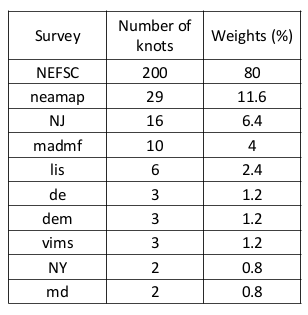 Survey Number of knots Weights (%)
NEFSC 200 80
neamap 29 11.6
NJ 16 6.4
madmf 10 4
lis 6 2.4
de 3 1.2
dem 3 1.2
vims 3 1.2
NY 2 0.8
md 2 0.8